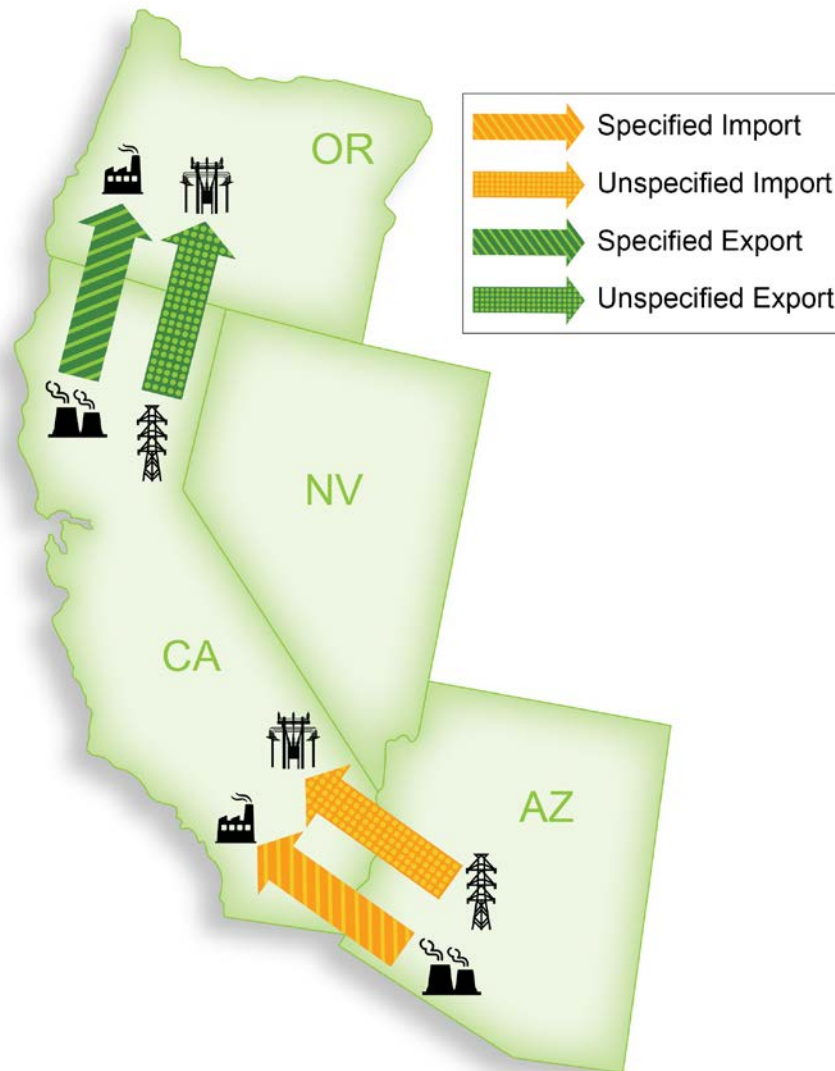 OR
Specified Import
Unspecified Import
Specified Export
Unspecified Export
NV
CA
AZ